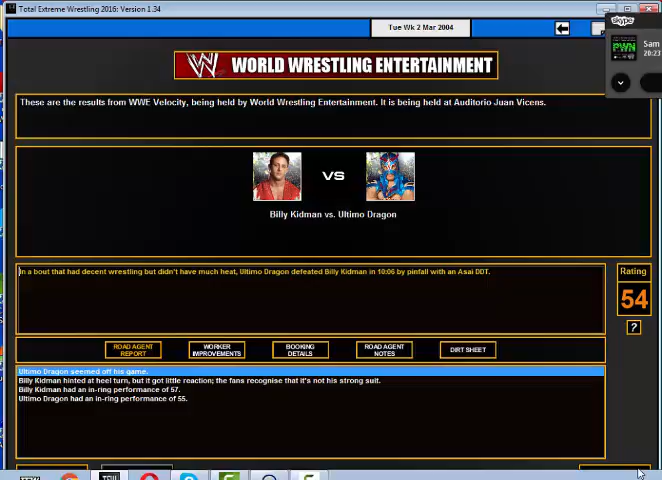 Total Extreme Wrestling 2016: Version 1.34
Tue Wk 2 Mar 2004
skype
PWN
Sam
WORLD WRESTLING ENTERTAINMENT
These are the results from WWE Velocity, being held by World Wrestling Entertainment. It is being held at Auditorio Juan Vicens.
VS
Billy Kidman vs. Ultimo Dragon
In a bout that had decent wrestling but didn't have much heat, Ultimo Dragon defeated Billy Kidman in 10:06 by pinfall with an Asai DDT.
Rating
54
?
ROAD AGENT REPORT
WORKER IMPROVEMENTS
BOOKING DETAILS
ROAD AGENT NOTES
DIRT SHEET
Ultimo Dragon seemed off his game.
Billy Kidman hinted at heel turn, but it got little reaction; the fans recognise that it's not his strong suit.
Billy Kidman had an in-ring performance of 57.
Ultimo Dragon had an in-ring performance of 55.